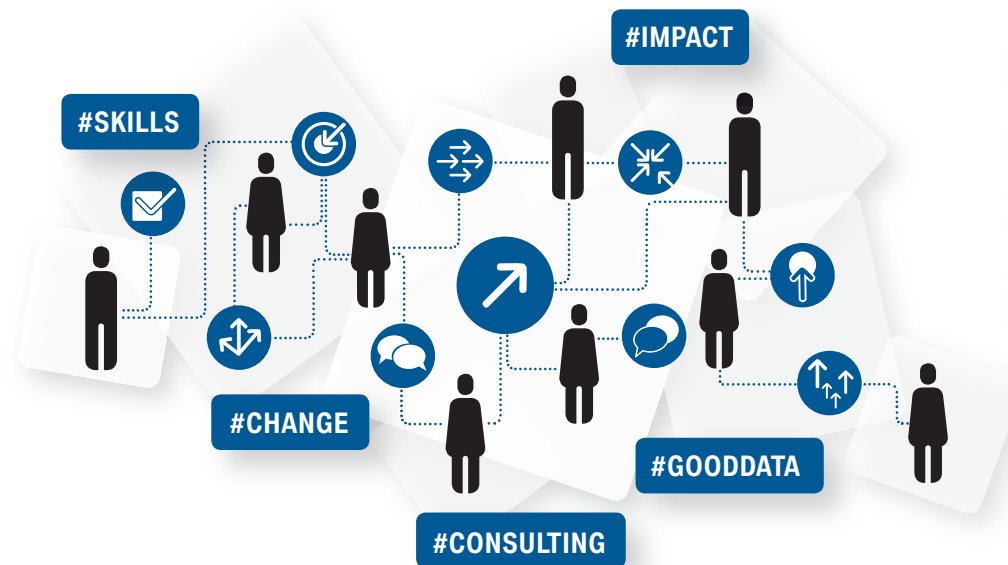 #IMPACT
#SKILLS
#CHANGE
#GOODDATA
#CONSULTING